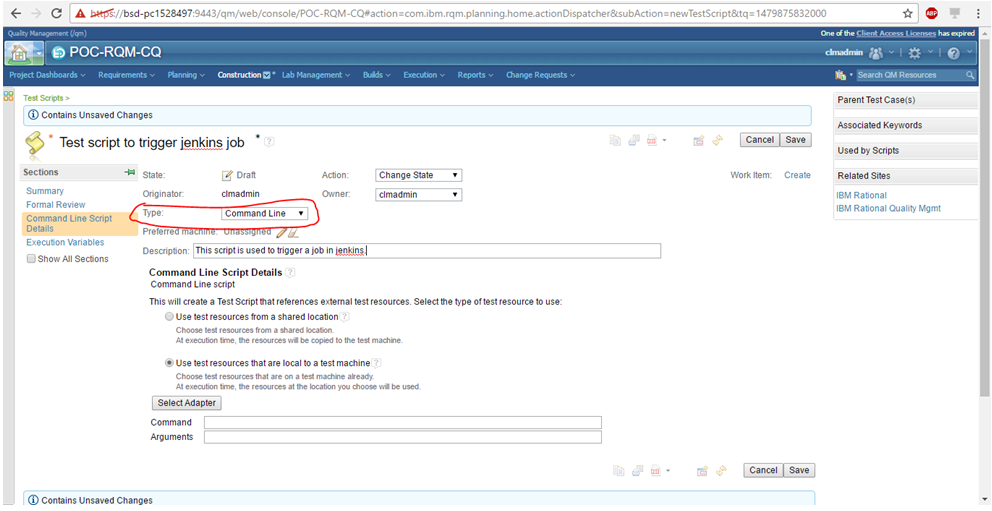 https://bsd-pc1528497:9443/qm/web/console/POC-RQM-CQ#action=com.ibm.rqm.planning.home.actionDispatcher&subAction=newTestScript&tq=1479875832000
ABP
Quality Management (/qm)
One of the Client Access Licenses has expired
POC-RQM-CQ
clmadmin
Project Dashboards Requirements Planning Construction Lab Management Builds Execution Reports Change Requests
Search QM Resources
Test Scripts >
Contains Unsaved Changes
* Test script to trigger jenkins job * ?
Cancel Save
Sections
Summary
Formal Review
Command Line Script
Details
Execution Variables
Show All Sections
State: Draft Action: Change State
Work Item: Create
Originator: clmadmin Owner: clmadmin
Type: Command Line
Preferred machine: Unassigned
Description: This script is used to trigger a job in jenkins.
Command Line Script Details ?
Command Line script
This will create a Test Script that references external test resources. Select the type of test resource to use:
Use test resources from a shared location ?
Choose test resources from a shared location.
At execution time, the resources will be copied to the test machine.
Use test resources that are local to a test machine ?
Choose test resources that are on a test machine already.
At execution time, the resources at the location you choose will be used.
Select Adapter
Command
Arguments
Cancel Save
Contains Unsaved Changes
Parent Test Case(s)
Associated Keywords
Used by Scripts
Related Sites
IBM Rational
IBM Rational Quality Mgmt